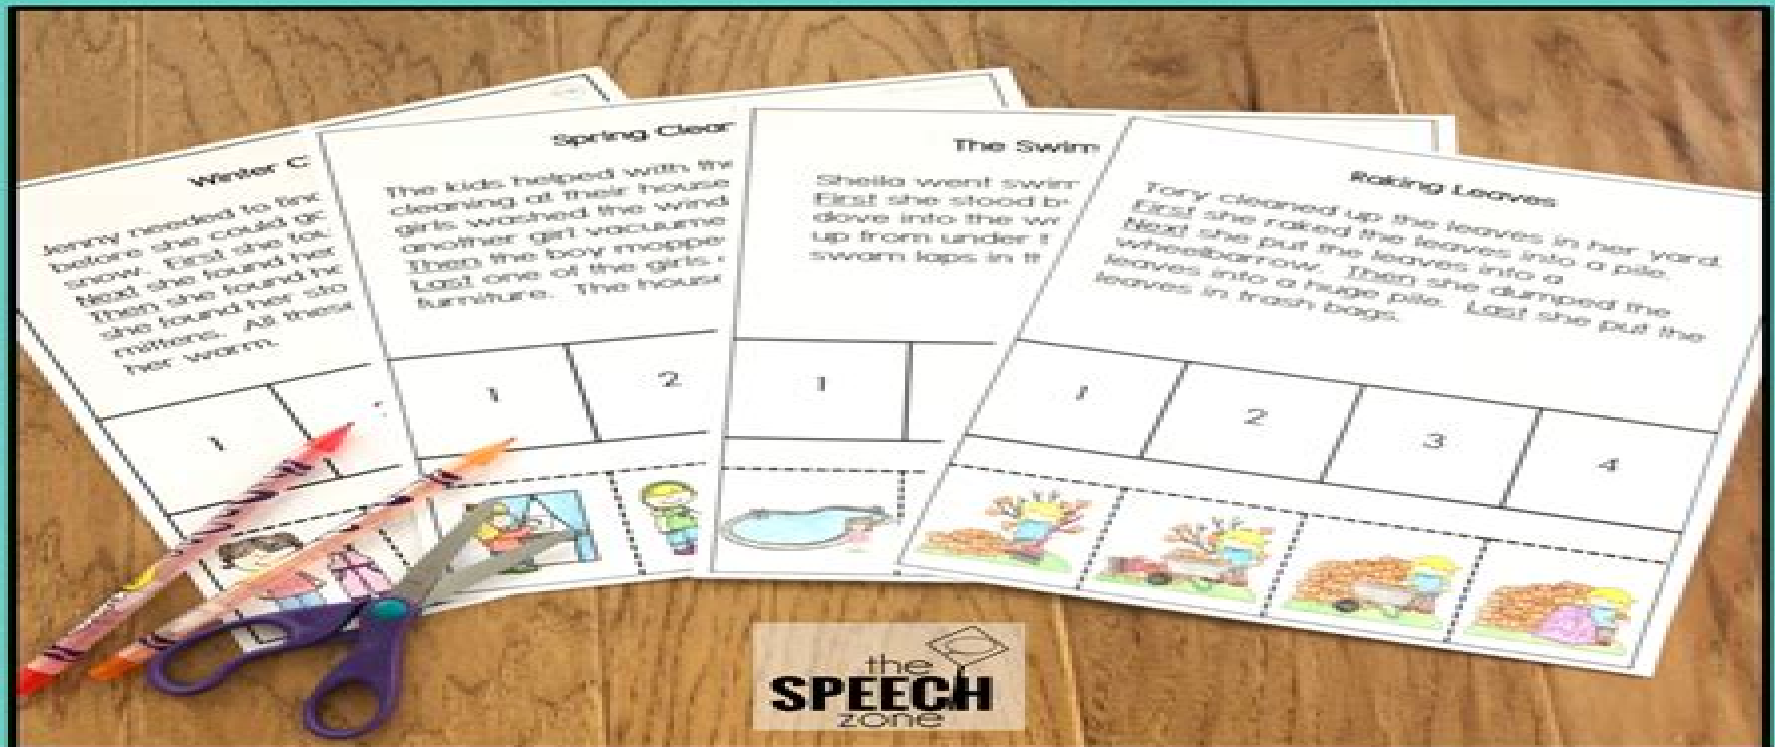 Winter C
Jenny needed to find
before she could go
snow. First she fou
Next she found her
Then she found he
she found her sto
mittens. All these
her warm.
1
Spring Clean
The kids helped with the
cleaning at their house
girls washed the wind
another girl vacuume
Then the boy moppe
Last one of the girls
furniture. The house
1
2
The Swim
Sheila went swim
First she stood b
dove into the wa
up from under t
swam laps in th
1
Raking Leaves
Tory cleaned up the leaves in her yard.
First she raked the leaves into a pile.
Next she put the leaves into a
wheelbarrow. Then she dumped the
leaves into a huge pile. Last she put the
leaves in trash bags.
1
2
3
4
the
SPEECH
zone